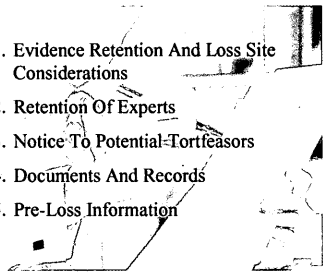 . Evidence Retention And Loss Site
Considerations
. Retention Of Experts
. Notice To Potential Tortfeasors
. Documents And Records
. Pre-Loss Information